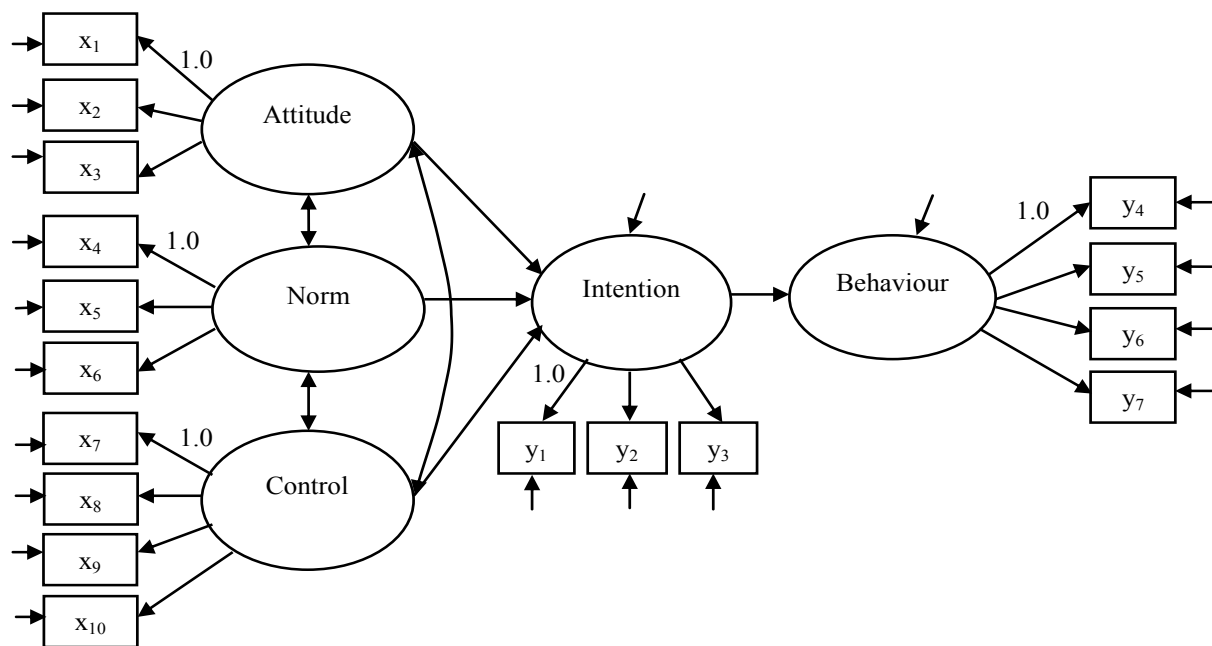 x₁
1.0
x₂
x₃
Attitude
x₄
1.0
x₅
x₆
Norm
x₇
1.0
x₈
x₉
x₁₀
Control
Intention
1.0
y₁
y₂
y₃
Behaviour
1.0
y₄
y₅
y₆
y₇